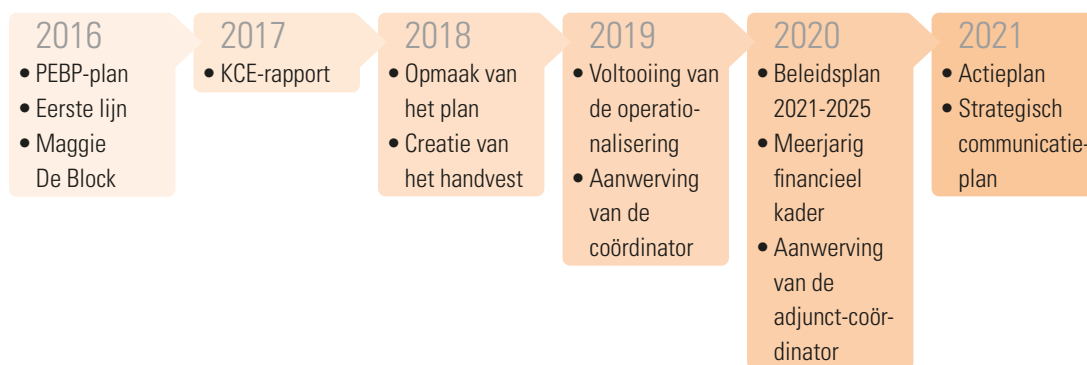 2016
• PEBP-plan
• Eerste lijn
• Maggie
De Block
2017
• KCE-rapport
2018
• Opmaak van
het plan
• Creatie van
het handvest
2019
• Voltooiing van
de operatio-
nalisering
• Aanwerving
van de
coördinator
2020
• Beleidsplan
2021-2025
• Meerjarig
financieel
kader
• Aanwerving
van de
adjunct-coör-
dinator
2021
• Actieplan
• Strategisch
communicatie-
plan